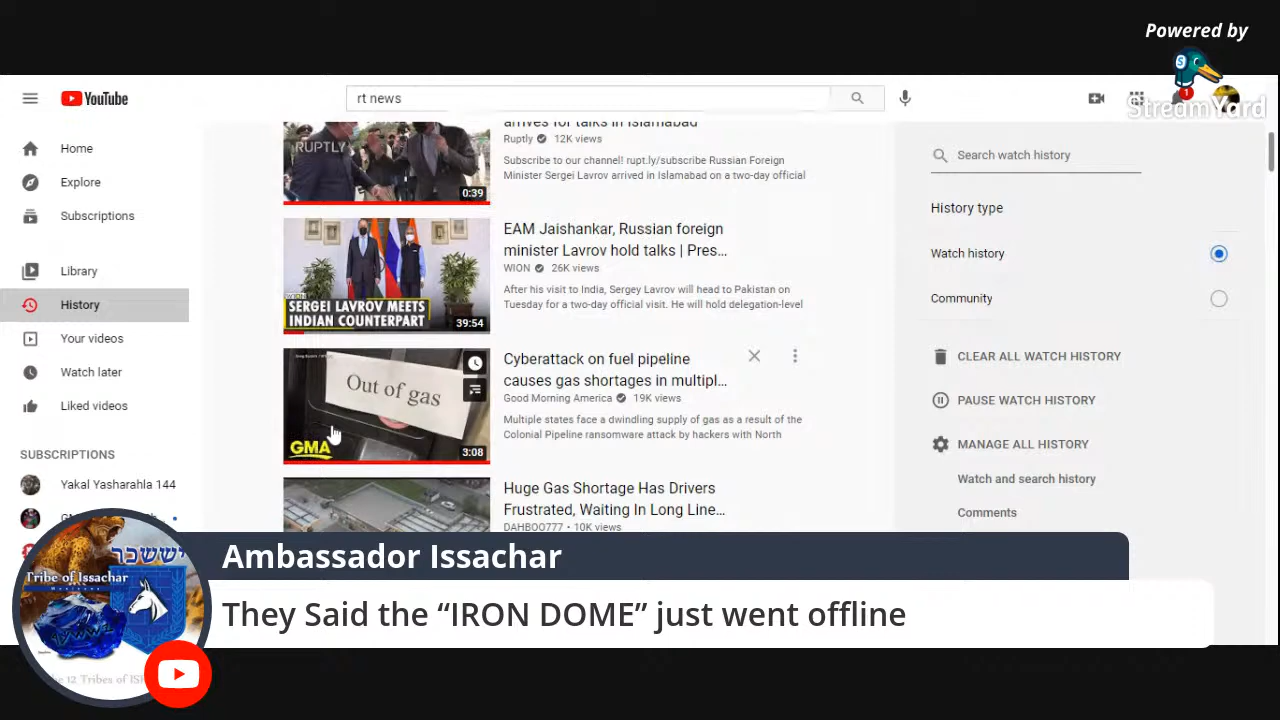 Powered by
StreamYard
YouTube
rt news
1
Home
Explore
Subscriptions
Library
History
Your videos
Watch later
Liked videos
SUBSCRIPTIONS
Yakal Yasharahla 144
RUPTLY
0:39
arrives for talks in Islamabad
Ruptly 12K views
Subscribe to our channel! rupt.ly/subscribe Russian Foreign
Minister Sergei Lavrov arrived in Islamabad on a two-day official
SERGEI LAVROV MEETS
INDIAN COUNTERPART
39:54
EAM Jaishankar, Russian foreign
minister Lavrov hold talks | Pres...
WION 26K views
After his visit to India, Sergey Lavrov will head to Pakistan on
Tuesday for a two-day official visit. He will hold delegation-level
Out of gas
GMA
3:08
Cyberattack on fuel pipeline
causes gas shortages in multipl...
Good Morning America 19K views
Multiple states face a dwindling supply of gas as a result of the
Colonial Pipeline ransomware attack by hackers with North
Huge Gas Shortage Has Drivers
Frustrated, Waiting In Long Line...
DAHBOO777 • 10K views
Search watch history
History type
Watch history
Community
CLEAR ALL WATCH HISTORY
PAUSE WATCH HISTORY
MANAGE ALL HISTORY
Watch and search history
Comments
יששכר
Tribe of Issachar
Ambassador Issachar
They Said the “IRON DOME” just went offline